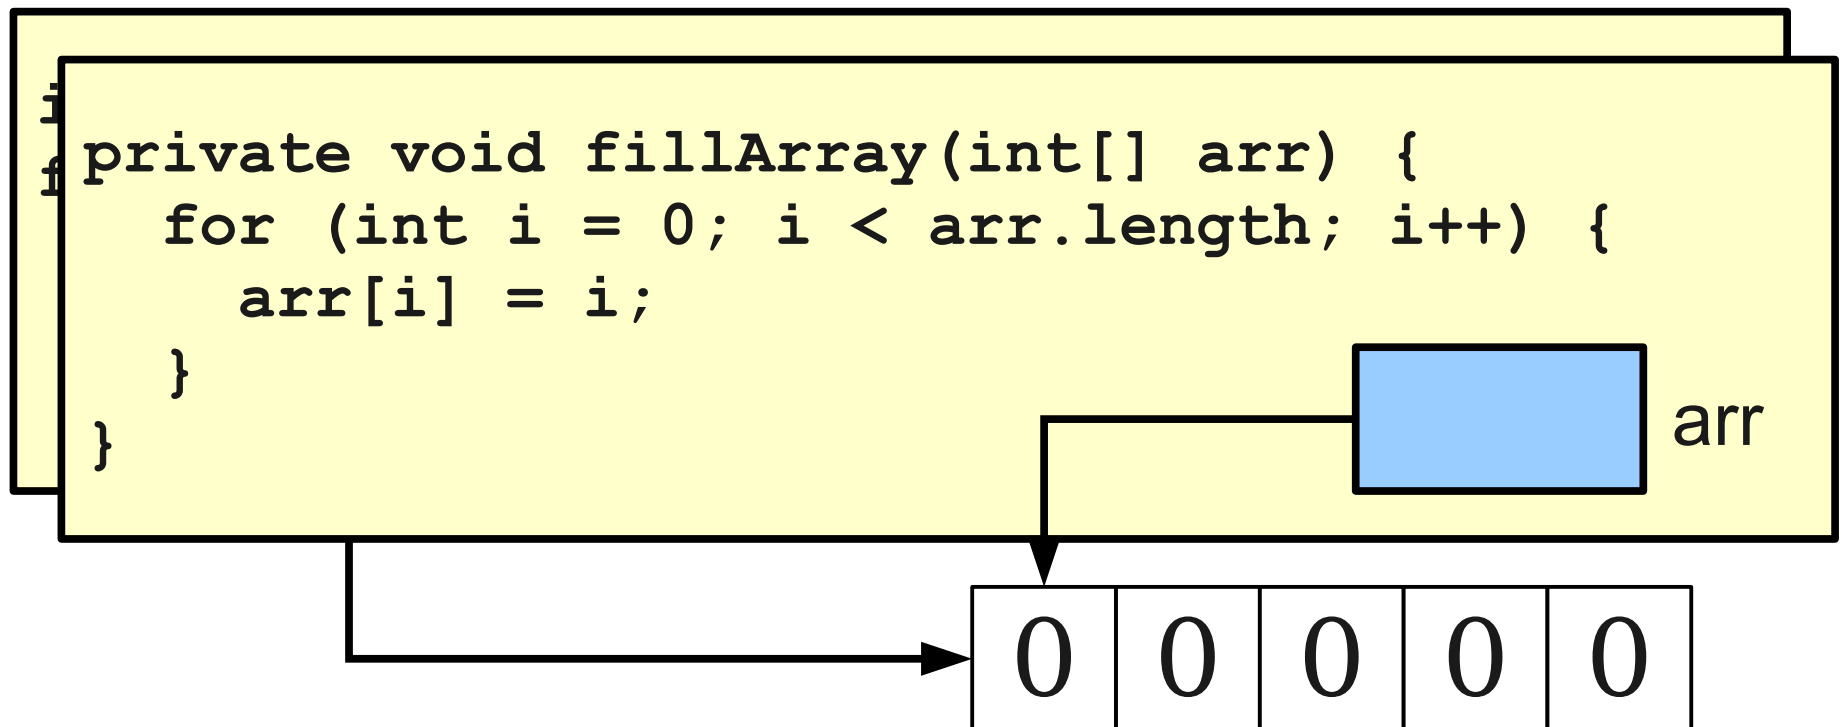 private void fillArray(int[] arr) {
for (int i = 0; i < arr.length; i++) {
arr[i] = i;
}
}
arr
0 0 0 0 0